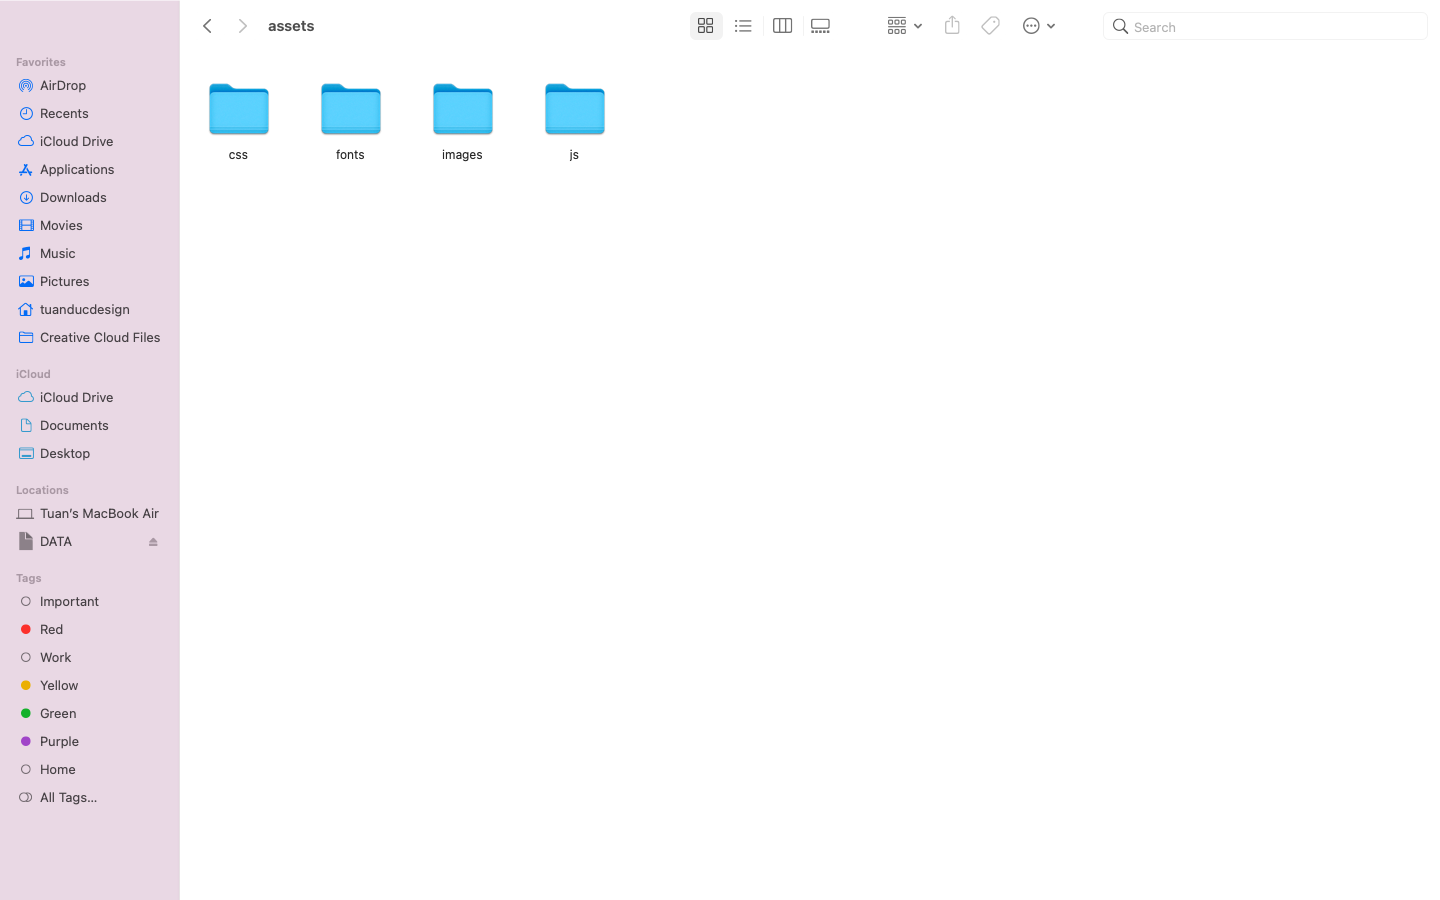 assets
Search
Favorites
AirDrop
Recents
iCloud Drive
Applications
Downloads
Movies
Music
Pictures
tuanducdesign
Creative Cloud Files
iCloud
iCloud Drive
Documents
Desktop
Locations
Tuan’s MacBook Air
DATA
Tags
Important
Red
Work
Yellow
Green
Purple
Home
All Tags...
css
fonts
images
js